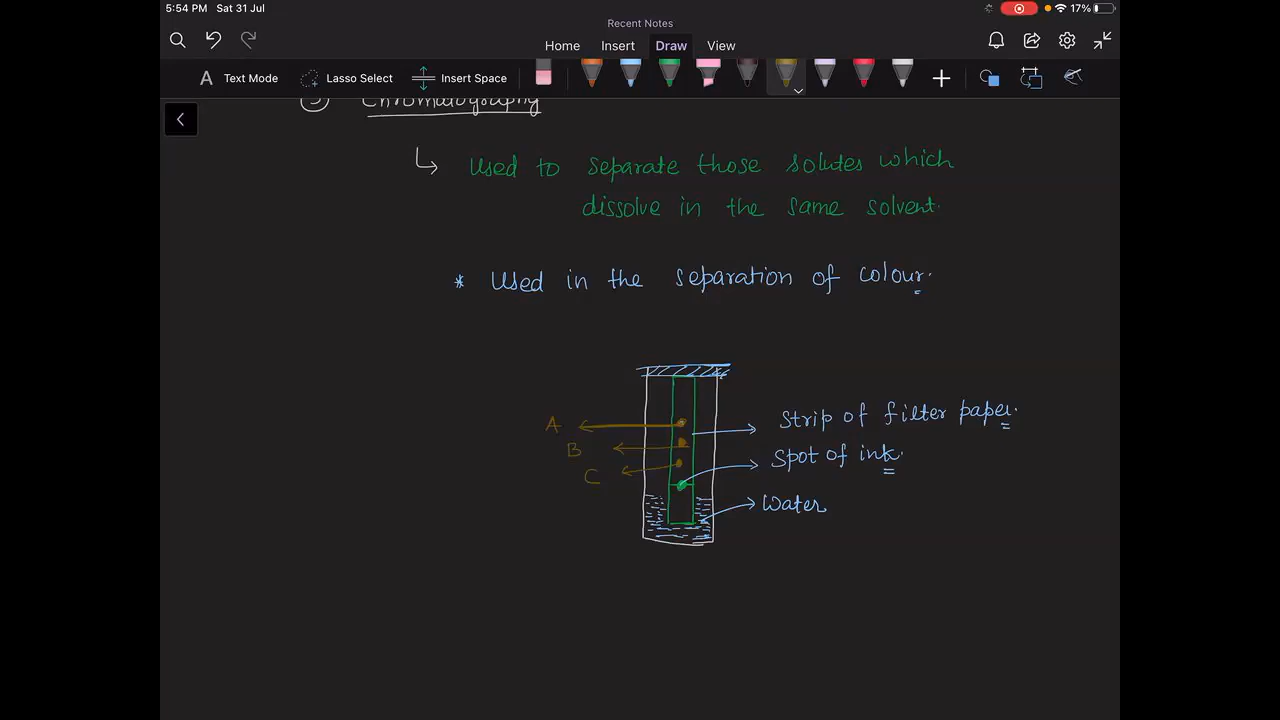 5:54 PM Sat 31 Jul
17%
Recent Notes
Home Insert Draw View
Text Mode Lasso Select Insert Space
Chromatography
Used to separate those solutes which
dissolve in the same solvent.
* Used in the separation of colour.
A
B
C
Strip of filter paper.
Spot of ink.
Water